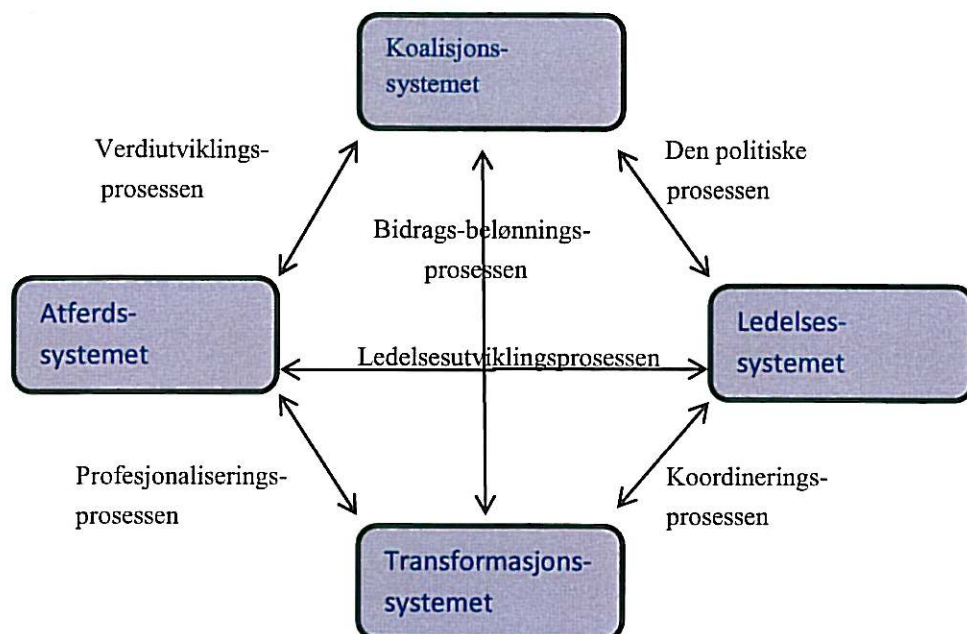 Koalisjons-
systemet
Verdiutviklings-
prosessen
Den politiske
prosessen
Bidrags-belønnings-
prosessen
Atferds-
systemet
Ledelses-
systemet
Ledelsesutviklingsprosessen
Profesjonaliserings-
prosessen
Koordinerings-
prosessen
Transformasjons-
systemet